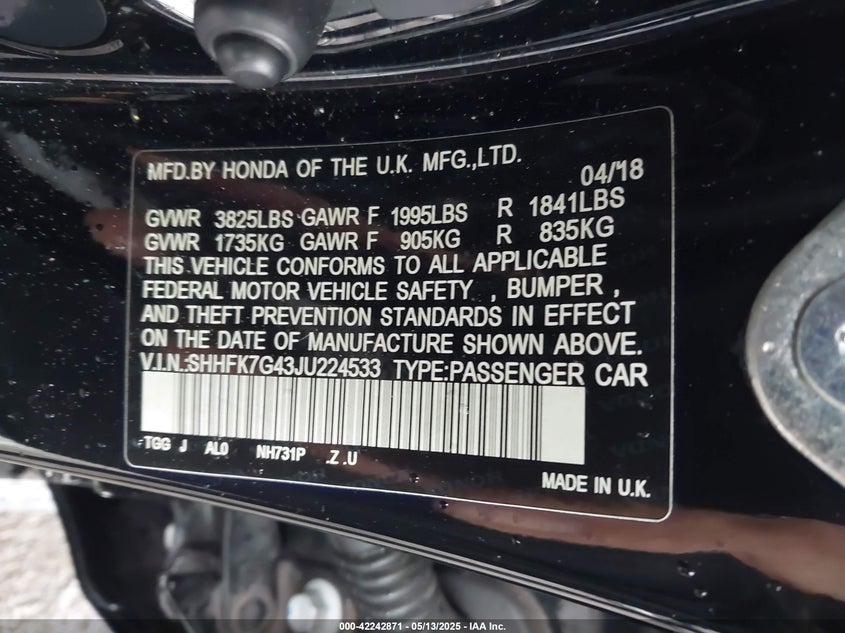 MFD.BY HONDA OF THE U.K. MFG.,LTD. 04/18
GVWR 3825LBS GAWR F 1995LBS R 1841LBS
GVWR 1735KG GAWR F 905KG R 835KG
THIS VEHICLE CONFORMS TO ALL APPLICABLE
FEDERAL MOTOR VEHICLE SAFETY , BUMPER ,
AND THEFT PREVENTION STANDARDS IN EFFECT
ON THE DATE OF MANUFACTURE SHOWN ABOVE.
V.I.N.:SHHFK7G43JU224533 TYPE:PASSENGER CAR
TGG J AL0 NH731P .Z .U
MADE IN U.K.
000-42242871 | 05/13/2025 - IAA Inc.